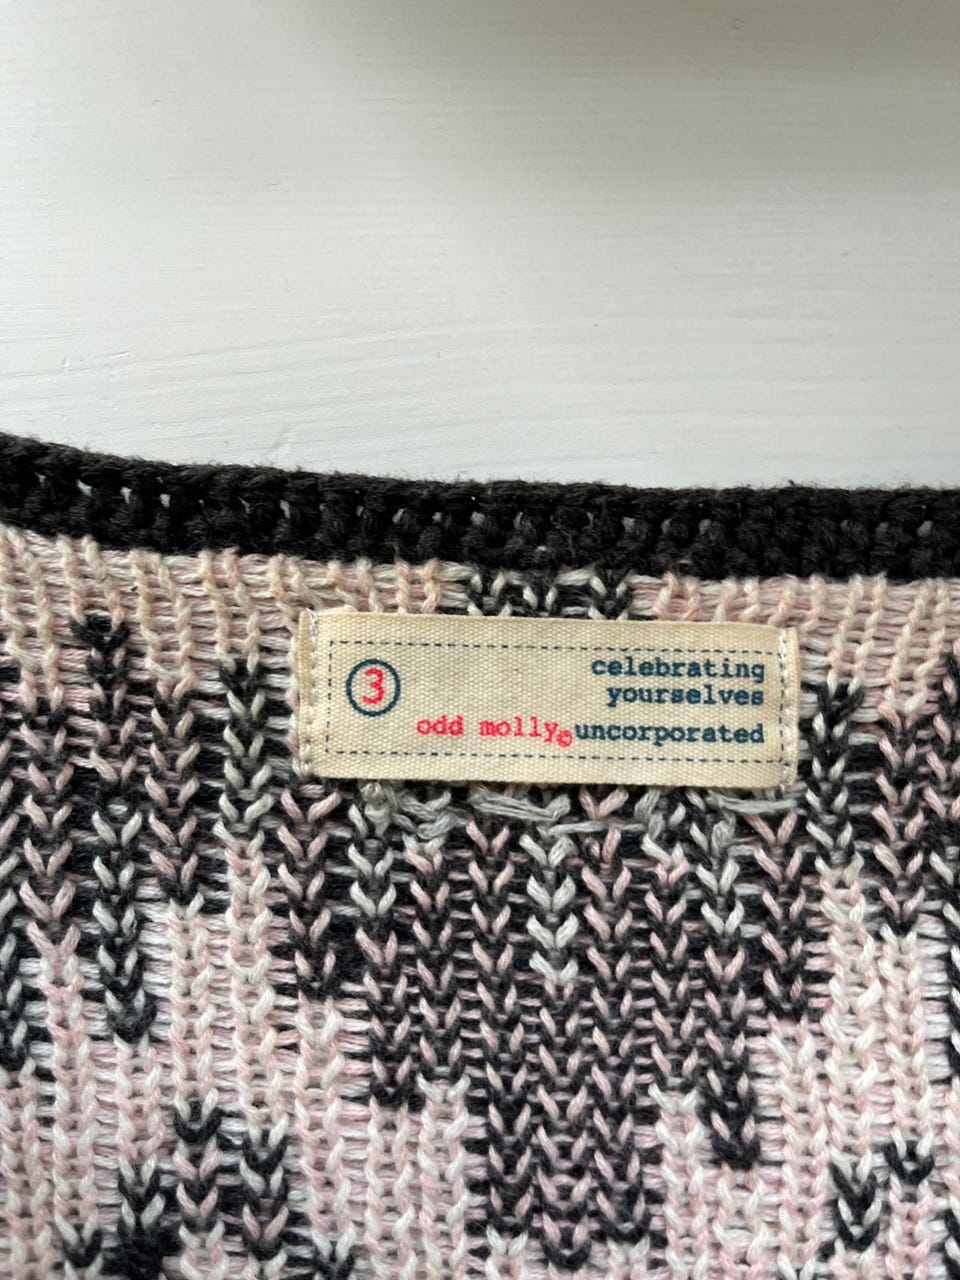 3
celebrating
yourselves
odd molly©uncorporated